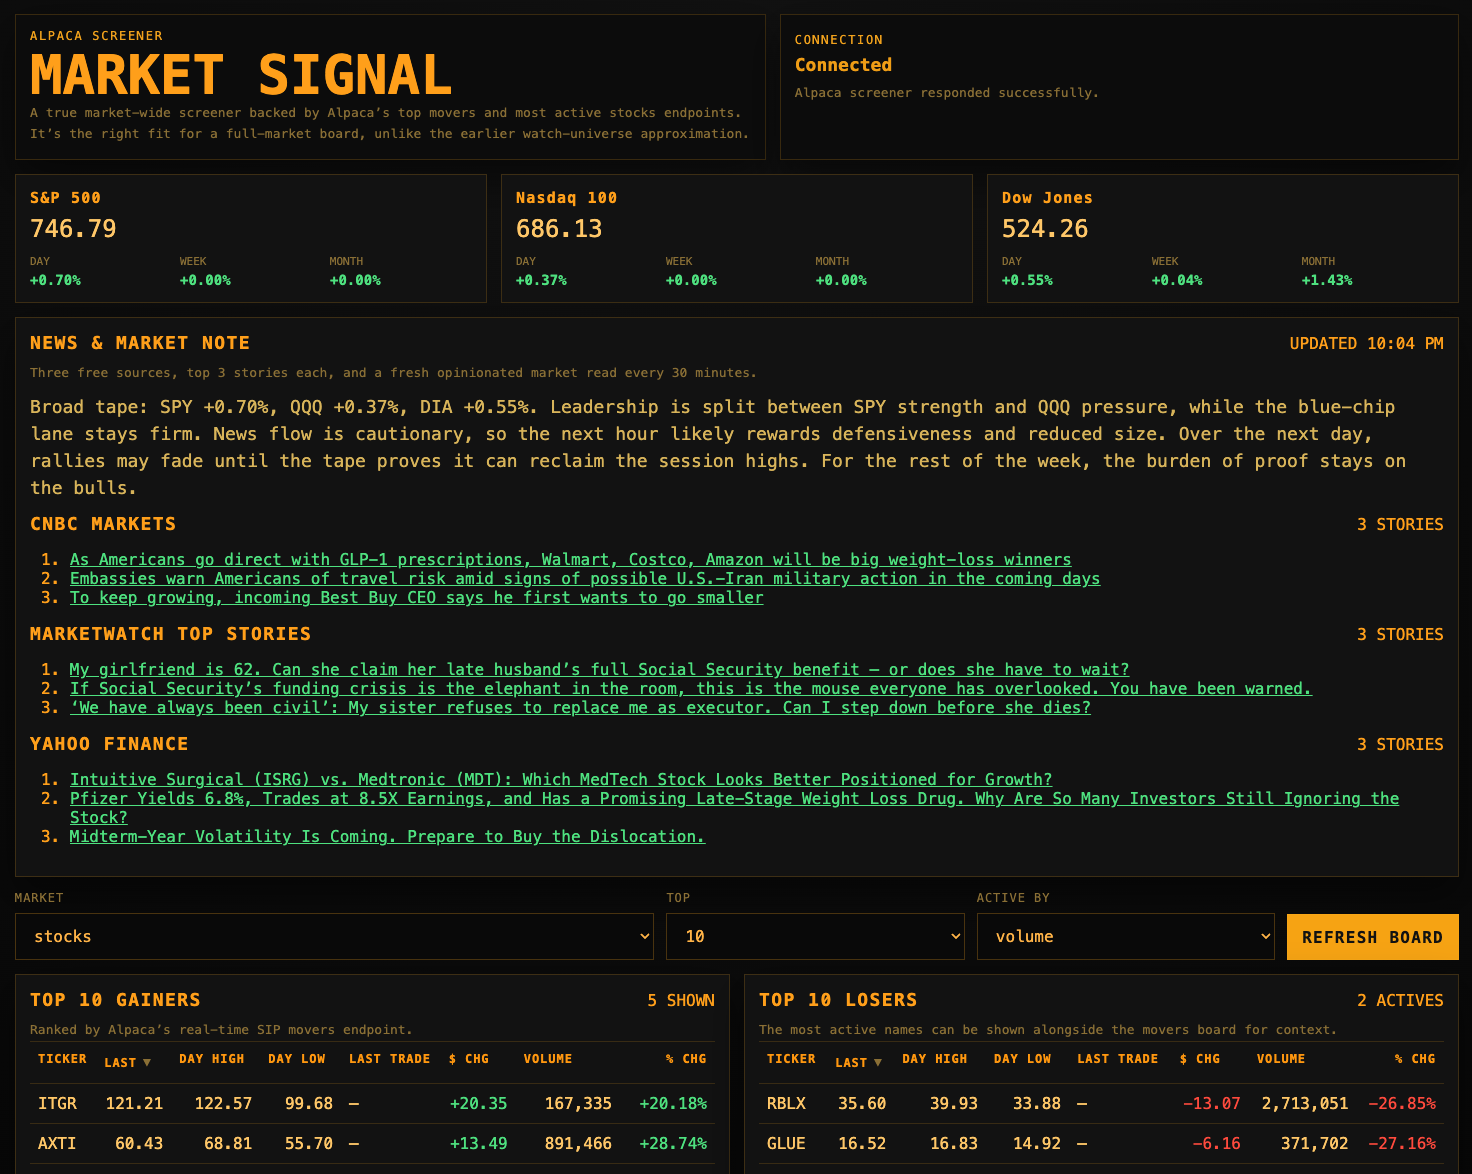 ALPACA SCREENER
MARKET SIGNAL
A true market-wide screener backed by Alpaca’s top movers and most active stocks endpoints.
It’s the right fit for a full-market board, unlike the earlier watch-universe approximation.
CONNECTION
Connected
Alpaca screener responded successfully.
S&P 500
746.79
DAY WEEK MONTH
+0.70% +0.00% +0.00%
Nasdaq 100
686.13
DAY WEEK MONTH
+0.37% +0.00% +0.00%
Dow Jones
524.26
DAY WEEK MONTH
+0.55% +0.04% +1.43%
NEWS & MARKET NOTE UPDATED 10:04 PM
Three free sources, top 3 stories each, and a fresh opinionated market read every 30 minutes.
Broad tape: SPY +0.70%, QQQ +0.37%, DIA +0.55%. Leadership is split between SPY strength and QQQ pressure, while the blue-chip
lane stays firm. News flow is cautionary, so the next hour likely rewards defensiveness and reduced size. Over the next day,
rallies may fade until the tape proves it can reclaim the session highs. For the rest of the week, the burden of proof stays on
the bulls.
CNBC MARKETS 3 STORIES
1. As Americans go direct with GLP-1 prescriptions, Walmart, Costco, Amazon will be big weight-loss winners
2. Embassies warn Americans of travel risk amid signs of possible U.S.-Iran military action in the coming days
3. To keep growing, incoming Best Buy CEO says he first wants to go smaller
MARKETWATCH TOP STORIES 3 STORIES
1. My girlfriend is 62. Can she claim her late husband’s full Social Security benefit — or does she have to wait?
2. If Social Security’s funding crisis is the elephant in the room, this is the mouse everyone has overlooked. You have been warned.
3. ‘We have always been civil’: My sister refuses to replace me as executor. Can I step down before she dies?
YAHOO FINANCE 3 STORIES
1. Intuitive Surgical (ISRG) vs. Medtronic (MDT): Which MedTech Stock Looks Better Positioned for Growth?
2. Pfizer Yields 6.8%, Trades at 8.5X Earnings, and Has a Promising Late-Stage Weight Loss Drug. Why Are So Many Investors Still Ignoring the
Stock?
3. Midterm-Year Volatility Is Coming. Prepare to Buy the Dislocation.
MARKET TOP ACTIVE BY
stocks 10 volume REFRESH BOARD
TOP 10 GAINERS 5 SHOWN
Ranked by Alpaca’s real-time SIP movers endpoint.
TICKER LAST ▼ DAY HIGH DAY LOW LAST TRADE $ CHG VOLUME % CHG
ITGR 121.21 122.57 99.68 — +20.35 167,335 +20.18%
AXTI 60.43 68.81 55.70 — +13.49 891,466 +28.74%
TOP 10 LOSERS 2 ACTIVES
The most active names can be shown alongside the movers board for context.
TICKER LAST ▼ DAY HIGH DAY LOW LAST TRADE $ CHG VOLUME % CHG
RBLX 35.60 39.93 33.88 — -13.07 2,713,051 -26.85%
GLUE 16.52 16.83 14.92 — -6.16 371,702 -27.16%